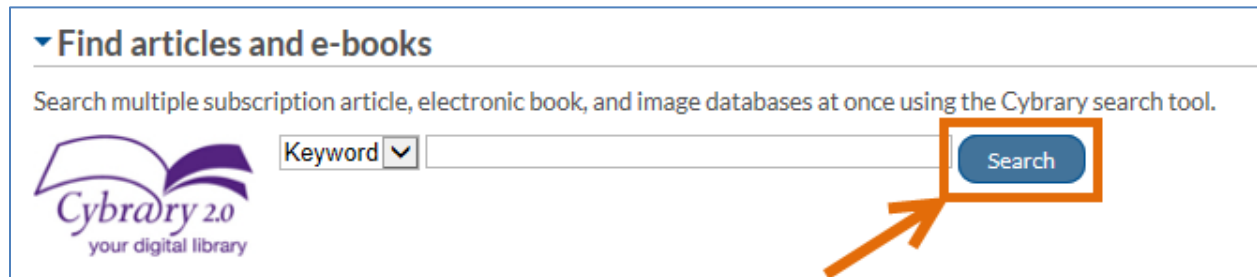 Find articles and e-books
Search multiple subscription article, electronic book, and image databases at once using the Cybrary search tool.
Keyword
Search
Cybrary 2.0
your digital library